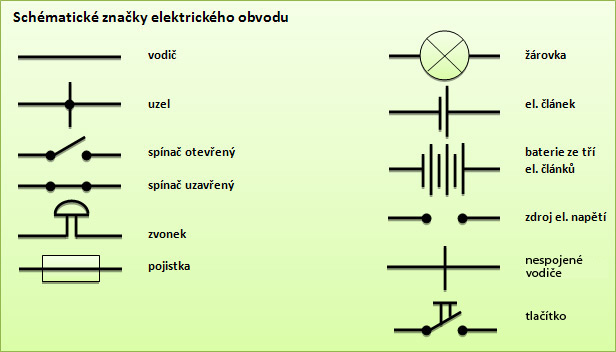 Schématické značky elektrického obvodu
vodič
uzel
spínač otevřený
spínač uzavřený
zvonek
pojistka
žárovka
el. článek
baterie ze tří
el. článků
zdroj el. napětí
nespojené
vodiče
tlačítko